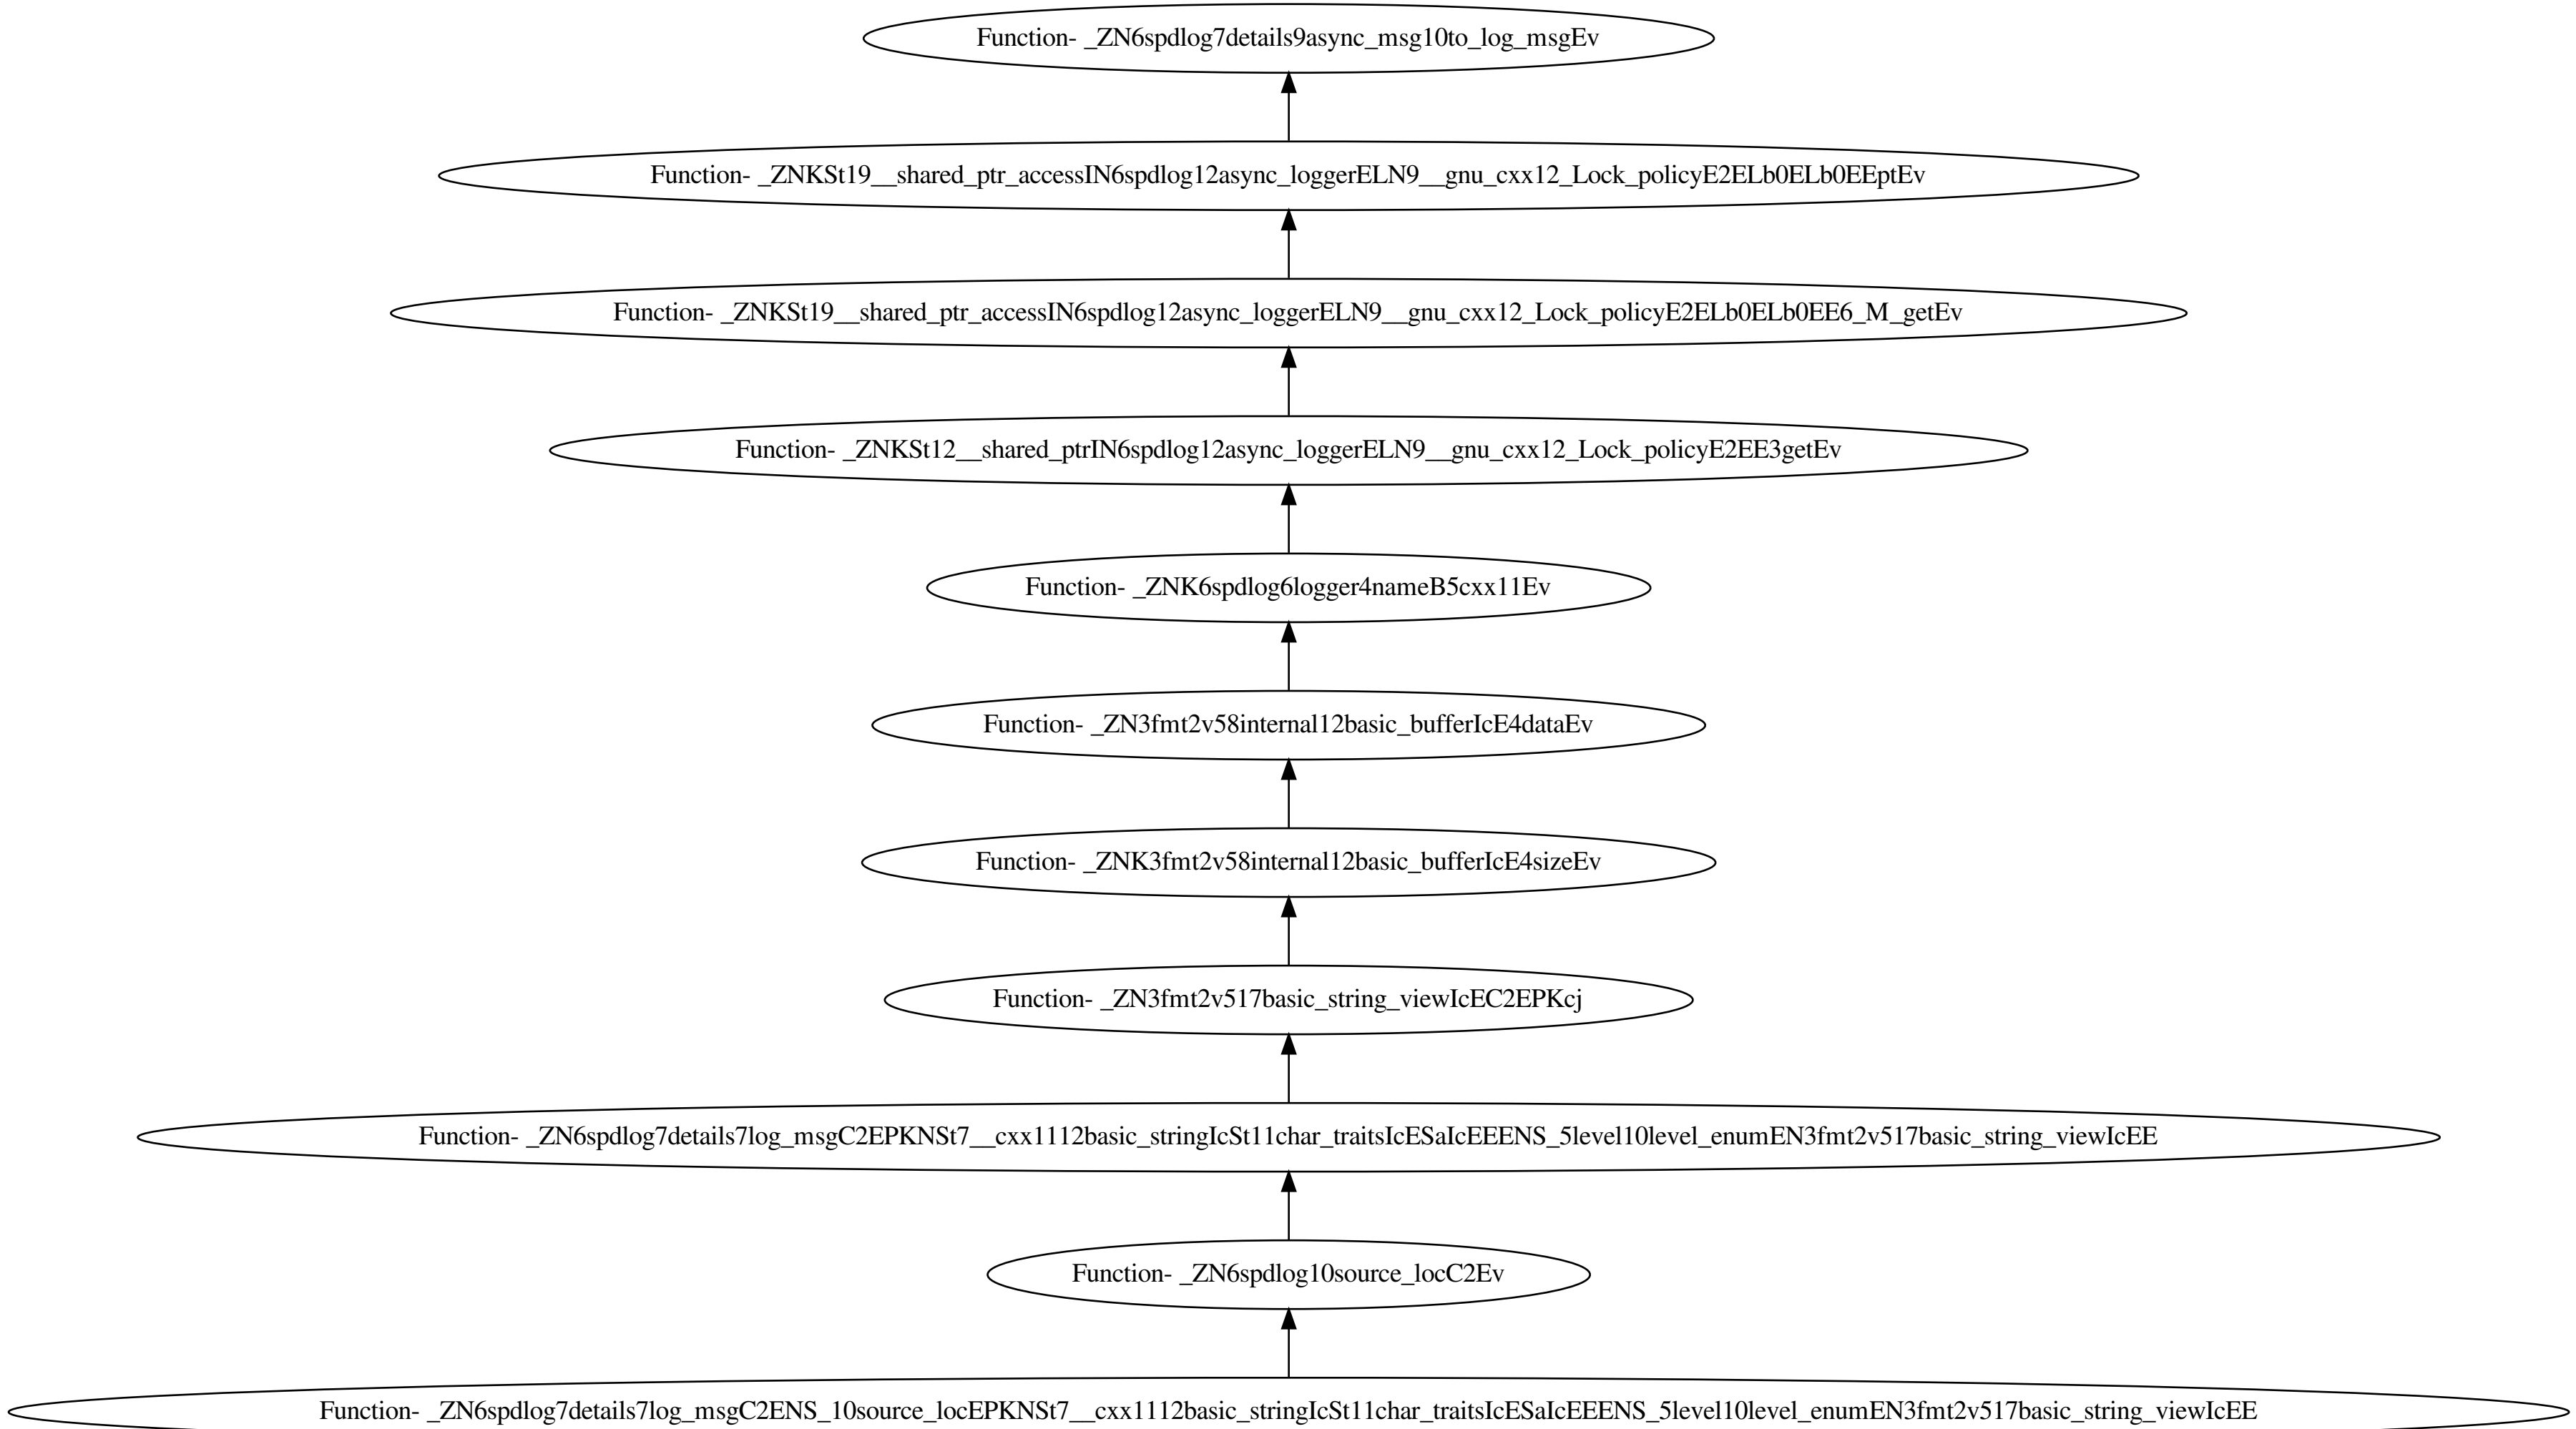 Function- _ZN6spdlog7details9async_msg10to_log_msgEv
Function- _ZNKSt19__shared_ptr_accessIN6spdlog12async_loggerELN9__gnu_cxx12_Lock_policyE2ELb0ELb0EEptEv
Function- _ZNKSt19__shared_ptr_accessIN6spdlog12async_loggerELN9__gnu_cxx12_Lock_policyE2ELb0ELb0EE6_M_getEv
Function- _ZNKSt12__shared_ptrIN6spdlog12async_loggerELN9__gnu_cxx12_Lock_policyE2EE3getEv
Function- _ZNK6spdlog6logger4nameB5cxx11Ev
Function- _ZN3fmt2v58internal12basic_bufferIcE4dataEv
Function- _ZNK3fmt2v58internal12basic_bufferIcE4sizeEv
Function- _ZN3fmt2v517basic_string_viewIcEC2EPKcj
Function- _ZN6spdlog7details7log_msgC2EPKNSt7__cxx1112basic_stringIcSt11char_traitsIcESaIcEEENS_5level10level_enumEN3fmt2v517basic_string_viewIcEE
Function- _ZN6spdlog10source_locC2Ev
Function- _ZN6spdlog7details7log_msgC2ENS_10source_locEPKNSt7__cxx1112basic_stringIcSt11char_traitsIcESaIcEEENS_5level10level_enumEN3fmt2v517basic_string_viewIcEE